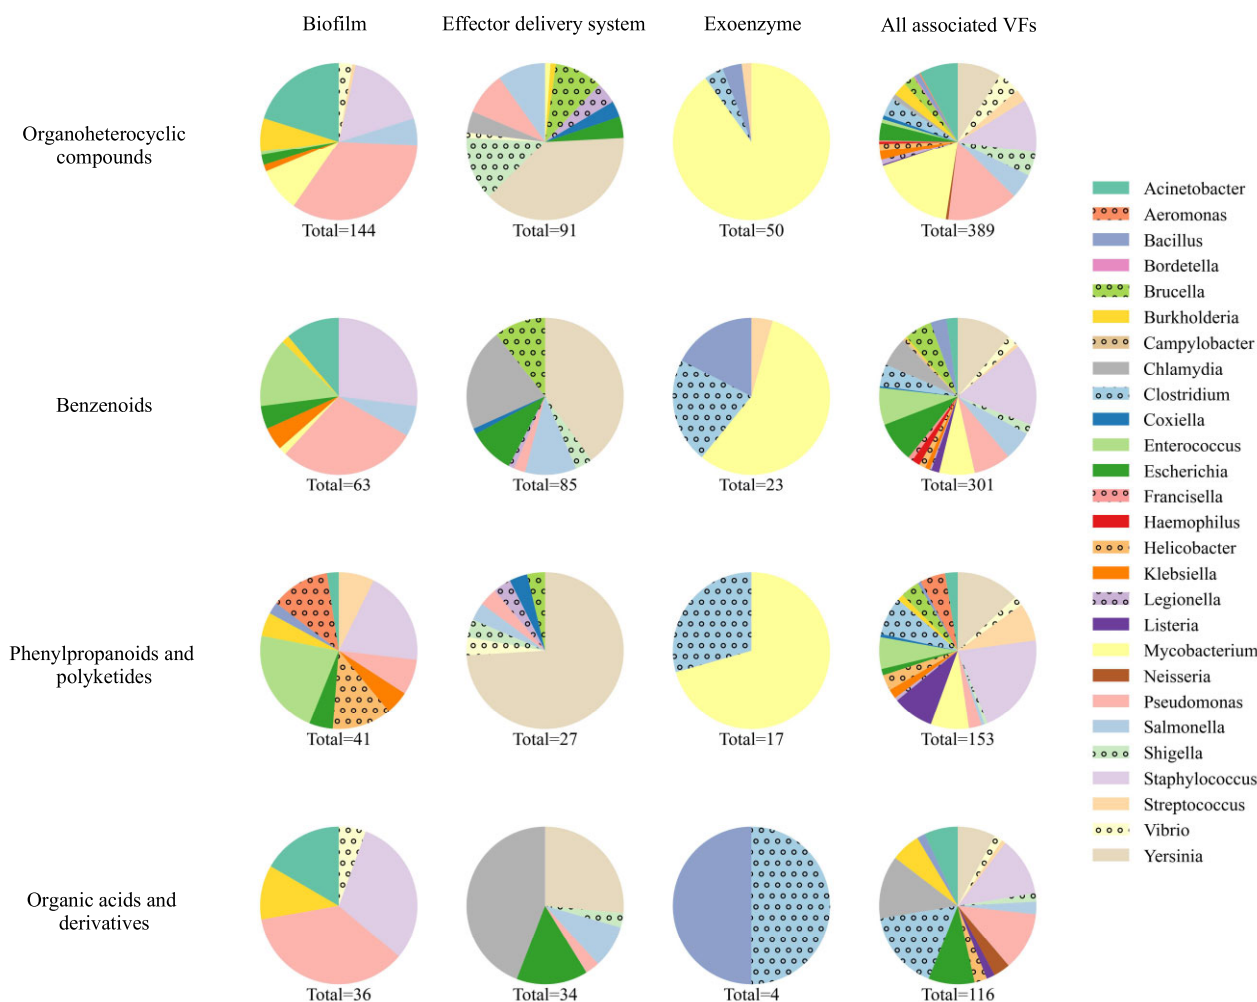 Biofilm
Effector delivery system
Exoenzyme
All associated VFs
Organoheterocyclic
compounds
Total=144
Total=91
Total=50
Total=389
Benzenoids
Total=63
Total=85
Total=23
Total=301
Phenylpropanoids and
polyketides
Total=41
Total=27
Total=17
Total=153
Organic acids and
derivatives
Total=36
Total=34
Total=4
Total=116
Acinetobacter
Aeromonas
Bacillus
Bordetella
Brucella
Burkholderia
Campylobacter
Chlamydia
Clostridium
Coxiella
Enterococcus
Escherichia
Francisella
Haemophilus
Helicobacter
Klebsiella
Legionella
Listeria
Mycobacterium
Neisseria
Pseudomonas
Salmonella
Shigella
Staphylococcus
Streptococcus
Vibrio
Yersinia